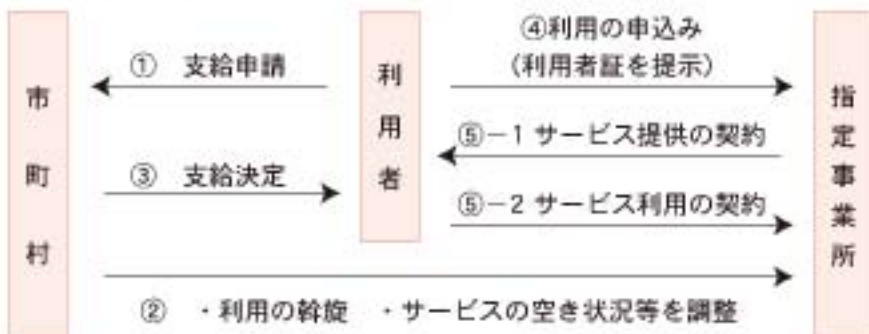 市町村
① 支給申請
利用者
④利用の申込み
(利用者証を提示)
指定事業所
⑤－1 サービス提供の契約
③ 支給決定
⑤－2 サービス利用の契約
② ・利用の斡旋 ・サービスの空き状況等を調整